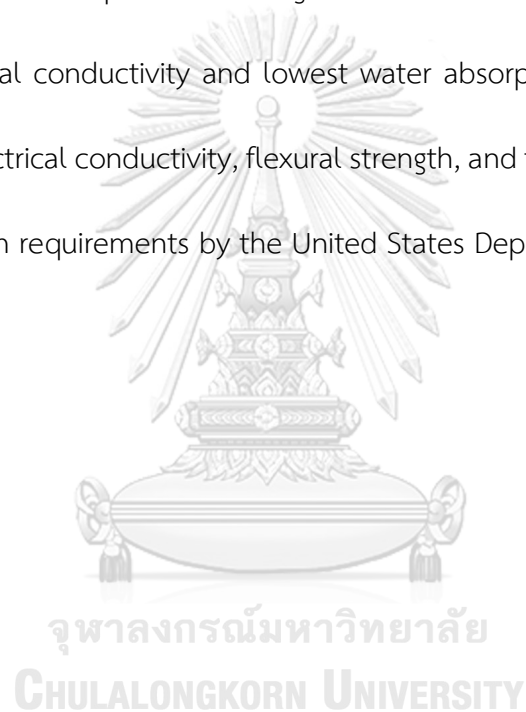 al conductivity and lowest water absorp
ctrical conductivity, flexural strength, and
n requirements by the United States Dep
จุฬาลงกรณ์มหาวิทยาลัย
CHULALONGKORN UNIVERSITY